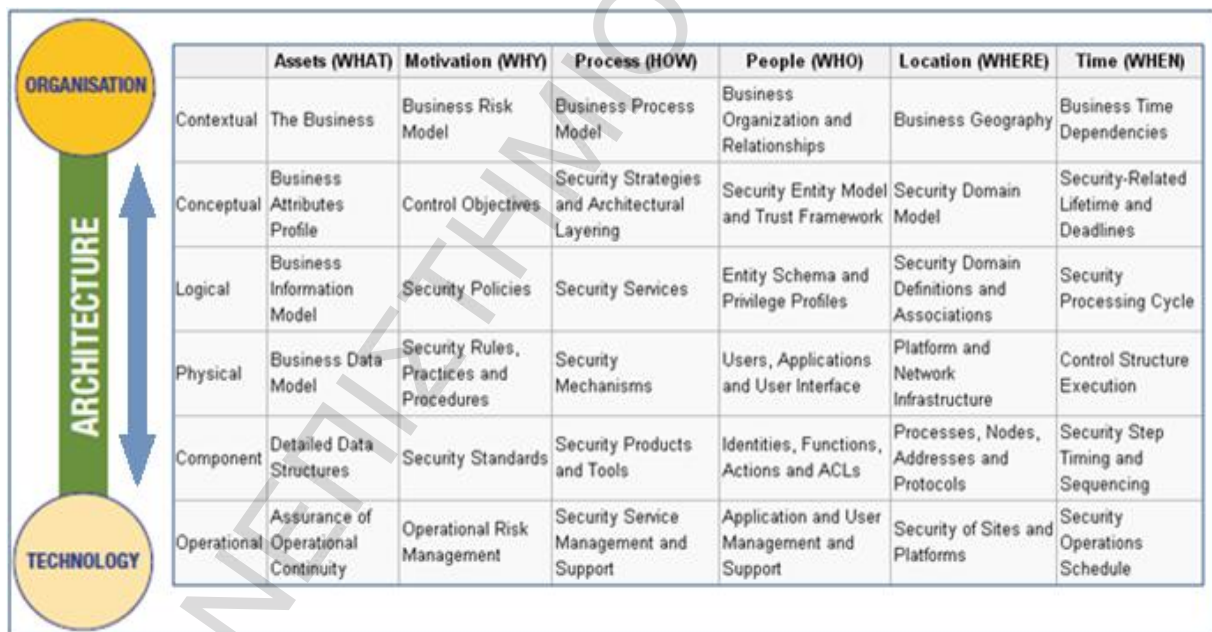 ORGANISATION
ARCHITECTURE
TECHNOLOGY
Assets (WHAT) Motivation (WHY) Process (HOW) People (WHO) Location (WHERE) Time (WHEN)
Contextual
The Business
Business Risk
Model
Business Process
Model
Business
Organization and
Relationships
Business Geography
Business Time
Dependencies
Conceptual
Business
Attributes
Profile
Control Objectives
Security Strategies
and Architectural
Layering
Security Entity Model
and Trust Framework
Security Domain
Model
Security-Related
Lifetime and
Deadlines
Logical
Business
Information
Model
Security Policies
Security Services
Entity Schema and
Privilege Profiles
Security Domain
Definitions and
Associations
Security
Processing Cycle
Physical
Business Data
Model
Security Rules,
Practices and
Procedures
Security
Mechanisms
Users, Applications
and User Interface
Platform and
Network
Infrastructure
Control Structure
Execution
Component
Detailed Data
Structures
Security Standards
Security Products
and Tools
Identities, Functions,
Actions and ACLs
Processes, Nodes,
Addresses and
Protocols
Security Step
Timing and
Sequencing
Operational
Assurance of
Operational
Continuity
Operational Risk
Management
Security Service
Management and
Support
Application and User
Management and
Support
Security of Sites and
Platforms
Security
Operations
Schedule